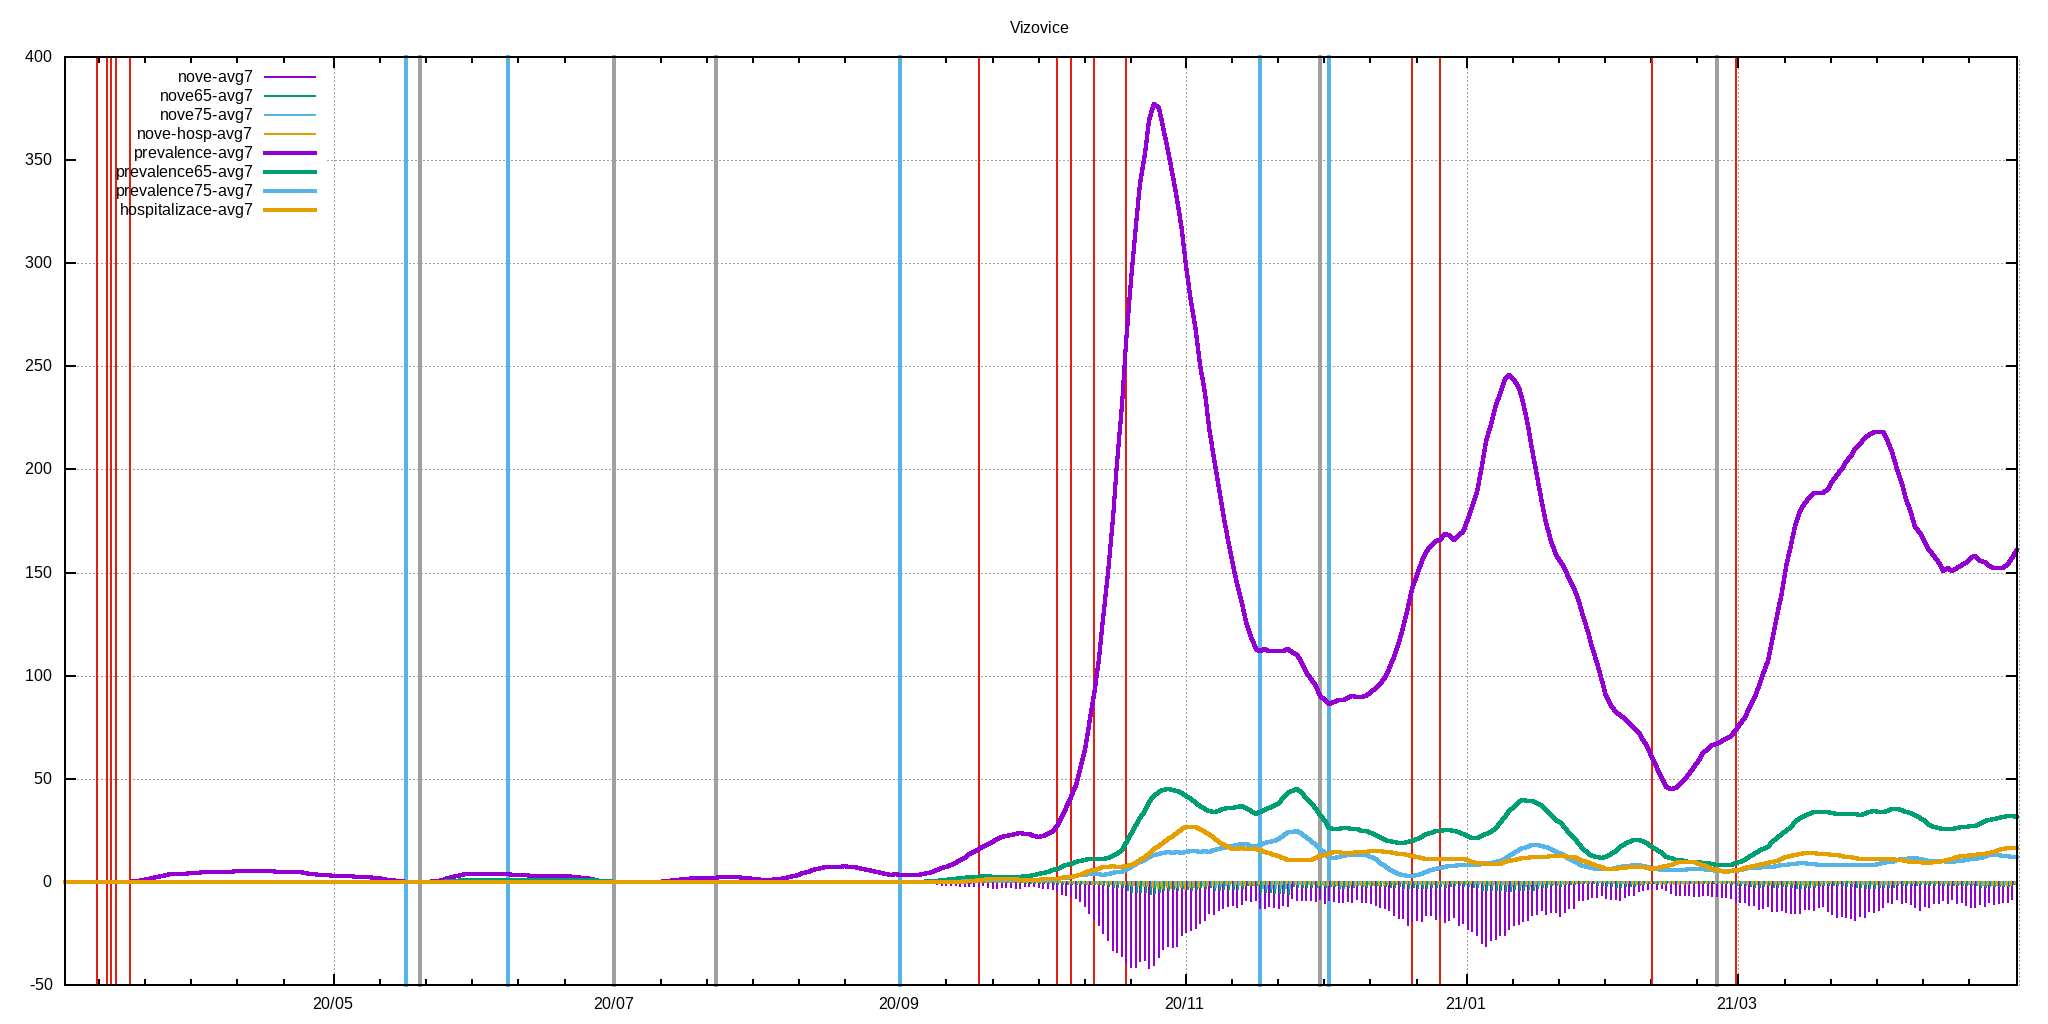 Vizovice
400
350
300
250
200
150
100
50
0
-50
nove-avg7
nove65-avg7
nove75-avg7
nove-hosp-avg7
prevalence-avg7
prevalence65-avg7
prevalence75-avg7
hospitalizace-avg7
20/05
20/07
20/09
20/11
21/01
21/03